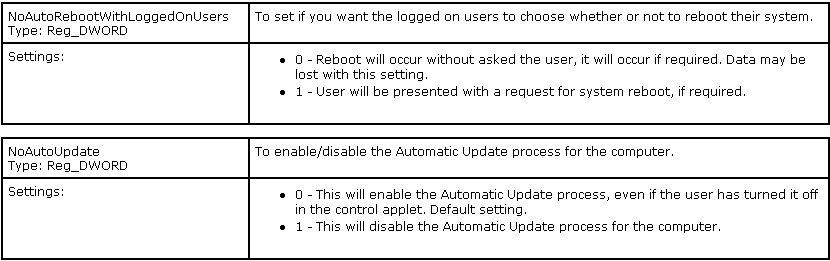 NoAutoRebootWithLoggedOnUsers
Type: Reg_DWORD
To set if you want the logged on users to choose whether or not to reboot their system.
Settings:
• 0 - Reboot will occur without asked the user, it will occur if required. Data may be
lost with this setting.
• 1 - User will be presented with a request for system reboot, if required.
NoAutoUpdate
Type: Reg_DWORD
To enable/disable the Automatic Update process for the computer.
Settings:
• 0 - This will enable the Automatic Update process, even if the user has turned it off
in the control applet. Default setting.
• 1 - This will disable the Automatic Update process for the computer.